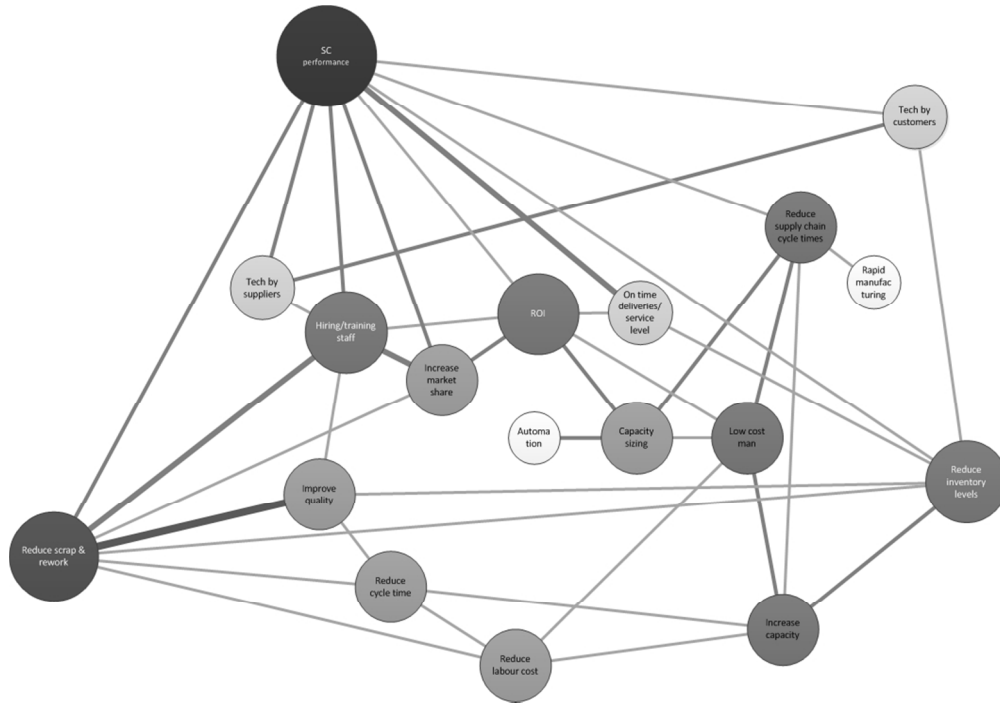 SC
performance
Tech by
customers
Reduce
supply chain
cycle times
Rapid
manufac
turing
Tech by
suppliers
Hiring/training
staff
ROI
On time
deliveries/
service
level
Increase
market
share
Automa
tion
Capacity
sizing
Low cost
man
Improve
quality
Reduce
inventory
levels
Reduce scrap &
rework
Reduce
cycle time
Increase
capacity
Reduce
labour cost